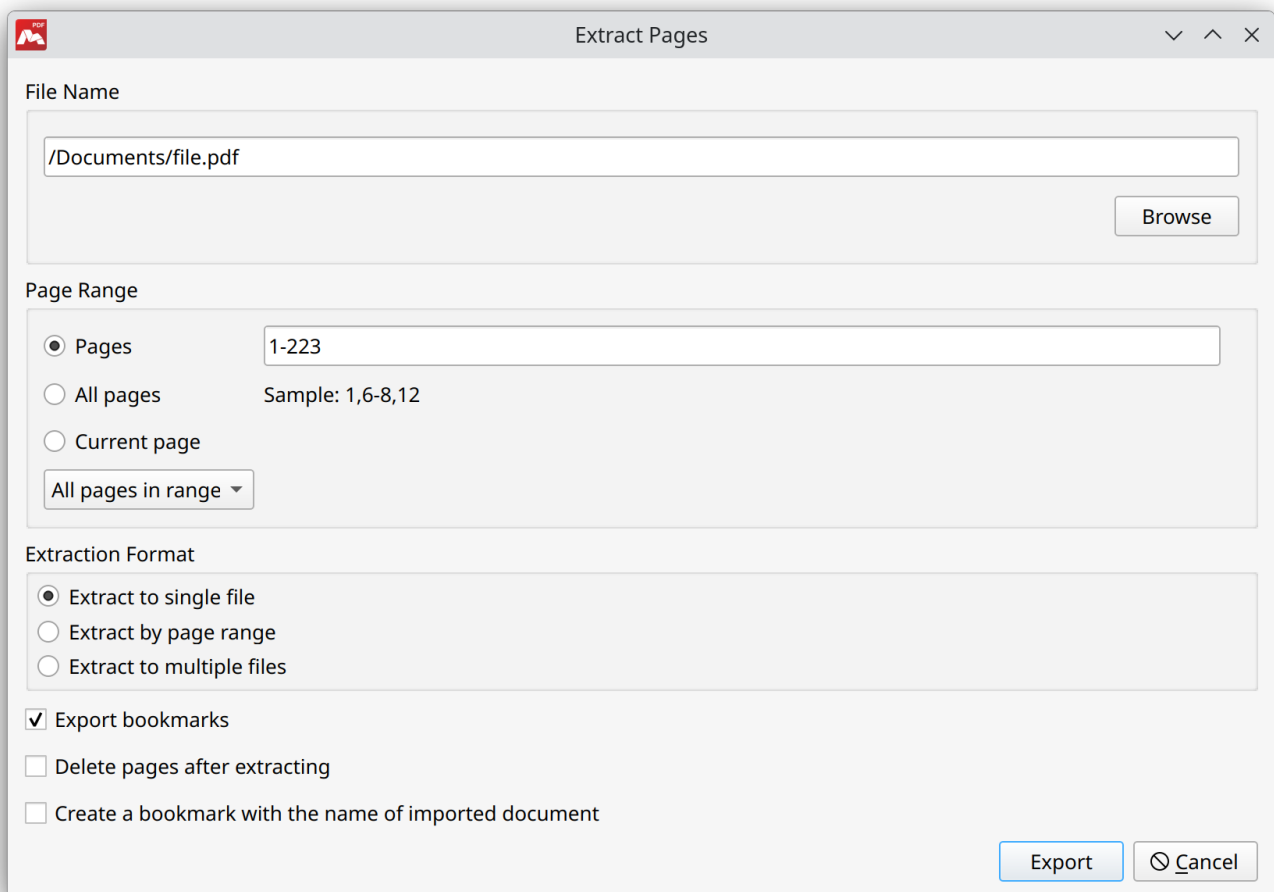 PDF
Extract Pages
File Name
/Documents/file.pdf
Browse
Page Range
Pages 1-223
All pages Sample: 1,6-8,12
Current page
All pages in range
Extraction Format
Extract to single file
Extract by page range
Extract to multiple files
Export bookmarks
Delete pages after extracting
Create a bookmark with the name of imported document
Export Cancel